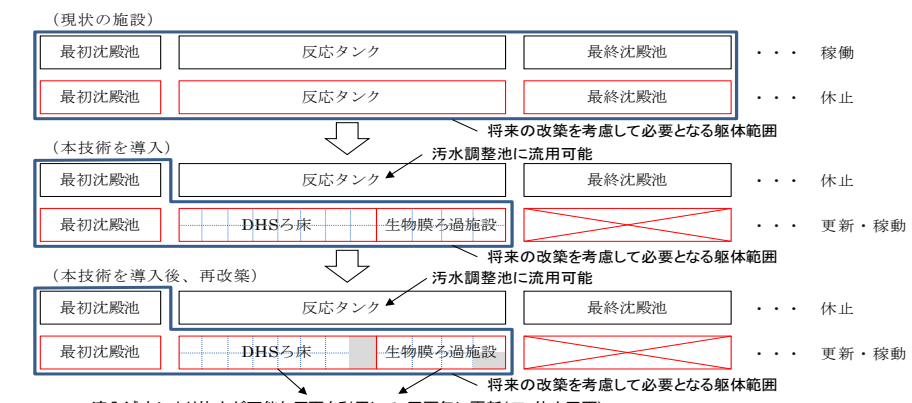 （現状の施設）
最初沈殿池 反応タンク 最終沈殿池 ・・・ 稼働
最初沈殿池 反応タンク 最終沈殿池 ・・・ 休止
将来の改築を考慮して必要となる躯体範囲
（本技術を導入） 汚水調整池に流用可能
最初沈殿池 反応タンク 最終沈殿池 ・・・ 休止
最初沈殿池 DHSろ床 生物膜ろ過施設 ・・・ 更新・稼働
将来の改築を考慮して必要となる躯体範囲
（本技術を導入後、再改築） 汚水調整池に流用可能
最初沈殿池 反応タンク 最終沈殿池 ・・・ 休止
最初沈殿池 DHSろ床 生物膜ろ過施設 ・・・ 更新・稼働
将来の改築を考慮して必要となる躯体範囲